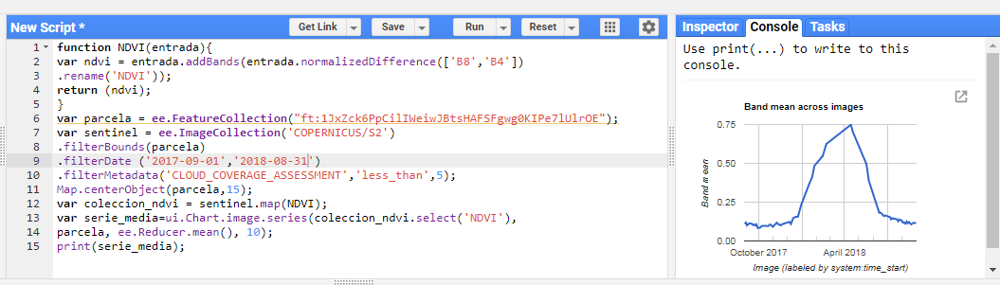 New Script *
Get Link
Save
Run
Reset
1 function NDVI(entrada){
2 var ndvi = entrada.addBands(entrada.normalizedDifference(['B8','B4'])
3 .rename('NDVI'));
4 return (ndvi);
5 }
6 var parcela = ee.FeatureCollection("ft:1JxZck6PpCilIWeiwJBtsHAFSFgwg0KIPe7lUlrOE");
7 var sentinel = ee.ImageCollection('COPERNICUS/S2')
8 .filterBounds(parcela)
9 .filterDate ('2017-09-01','2018-08-31')
10 .filterMetadata('CLOUD_COVERAGE_ASSESSMENT','less_than',5);
11 Map.centerObject(parcela,15);
12 var coleccion_ndvi = sentinel.map(NDVI);
13 var serie_media=ui.Chart.image.series(coleccion_ndvi.select('NDVI'),
14 parcela, ee.Reducer.mean(), 10);
15 print(serie_media);
Inspector
Console
Tasks
Use print(...) to write to this
console.
Band mean across images
0.75
0.50
0.25
0.00
Band mean
October 2017
April 2018
Image (labeled by system:time_start)